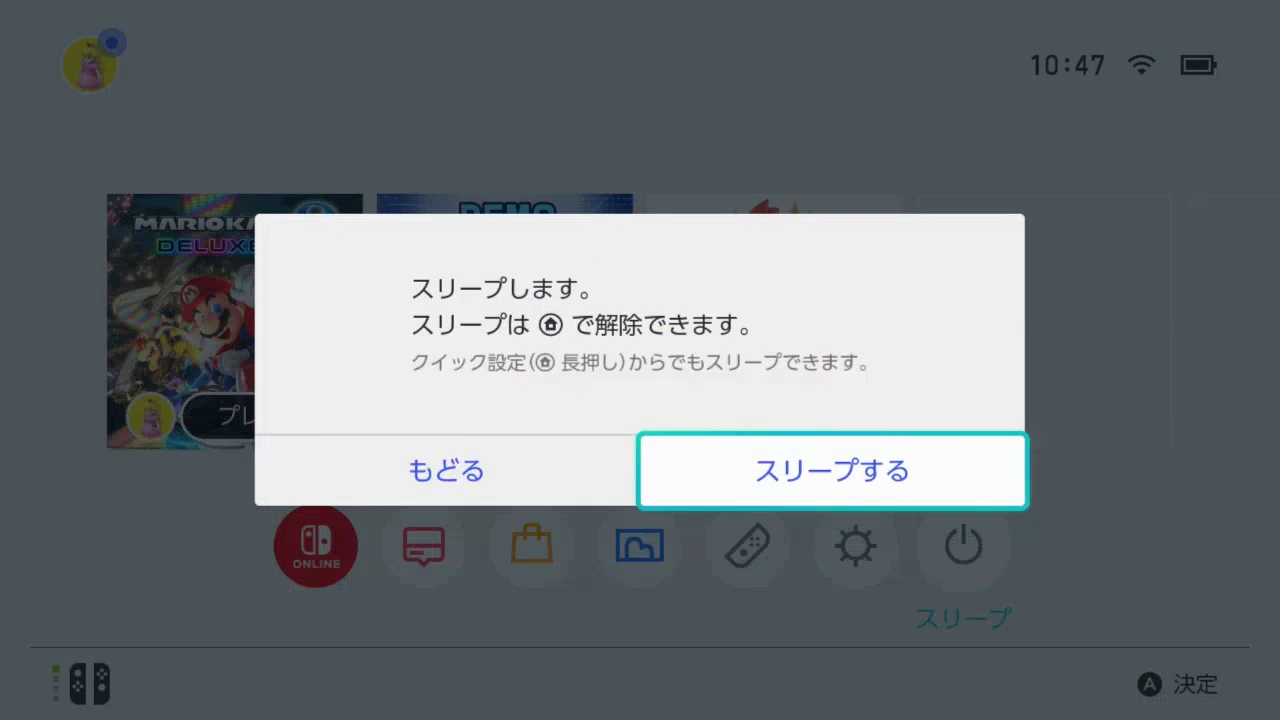 10:47
MARIOKA
DELUXE
DEMO
プレ
スリープします。
スリープは で解除できます。
クイック設定( 長押し)からでもスリープできます。
もどる
スリープする
ONLINE
スリープ
A 決定